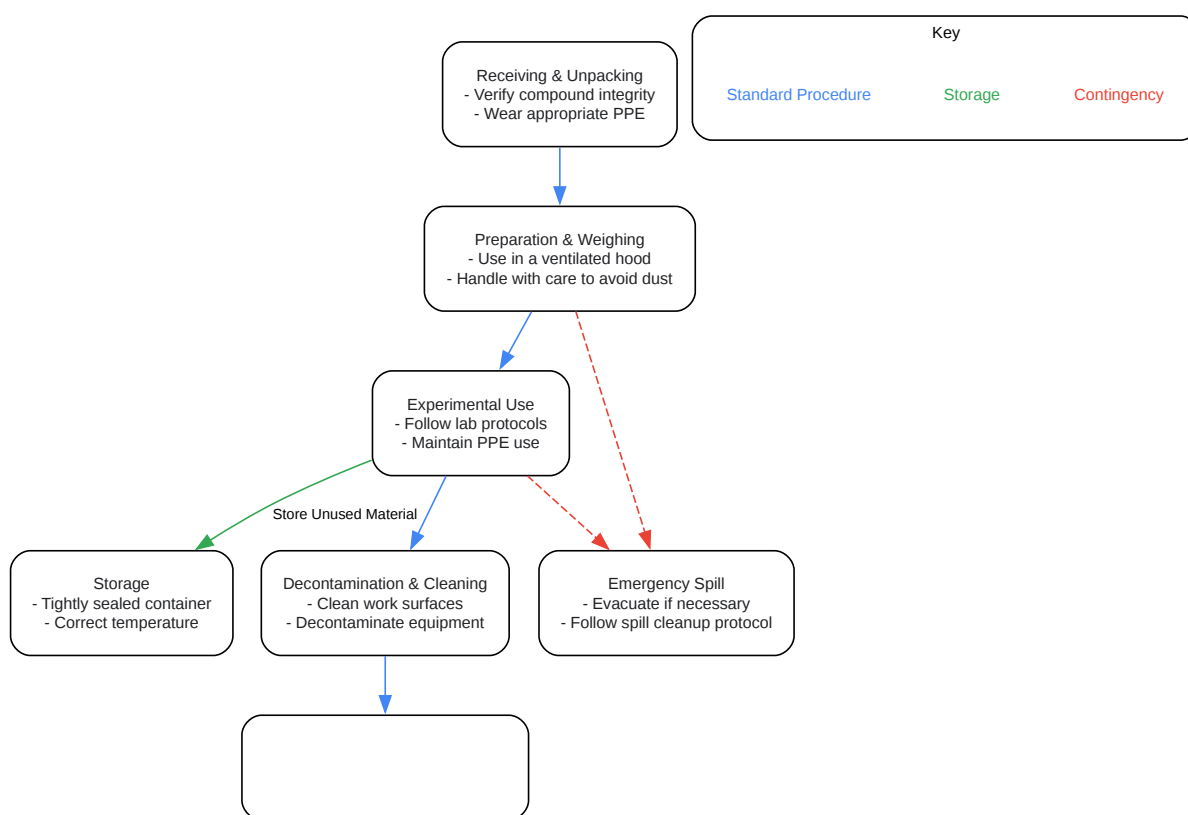 Key
Standard Procedure
Storage
Contingency
Receiving & Unpacking
- Verify compound integrity
- Wear appropriate PPE
Preparation & Weighing
- Use in a ventilated hood
- Handle with care to avoid dust
Experimental Use
- Follow lab protocols
- Maintain PPE use
Store Unused Material
Storage
- Tightly sealed container
- Correct temperature
Decontamination & Cleaning
- Clean work surfaces
- Decontaminate equipment
Emergency Spill
- Evacuate if necessary
- Follow spill cleanup protocol